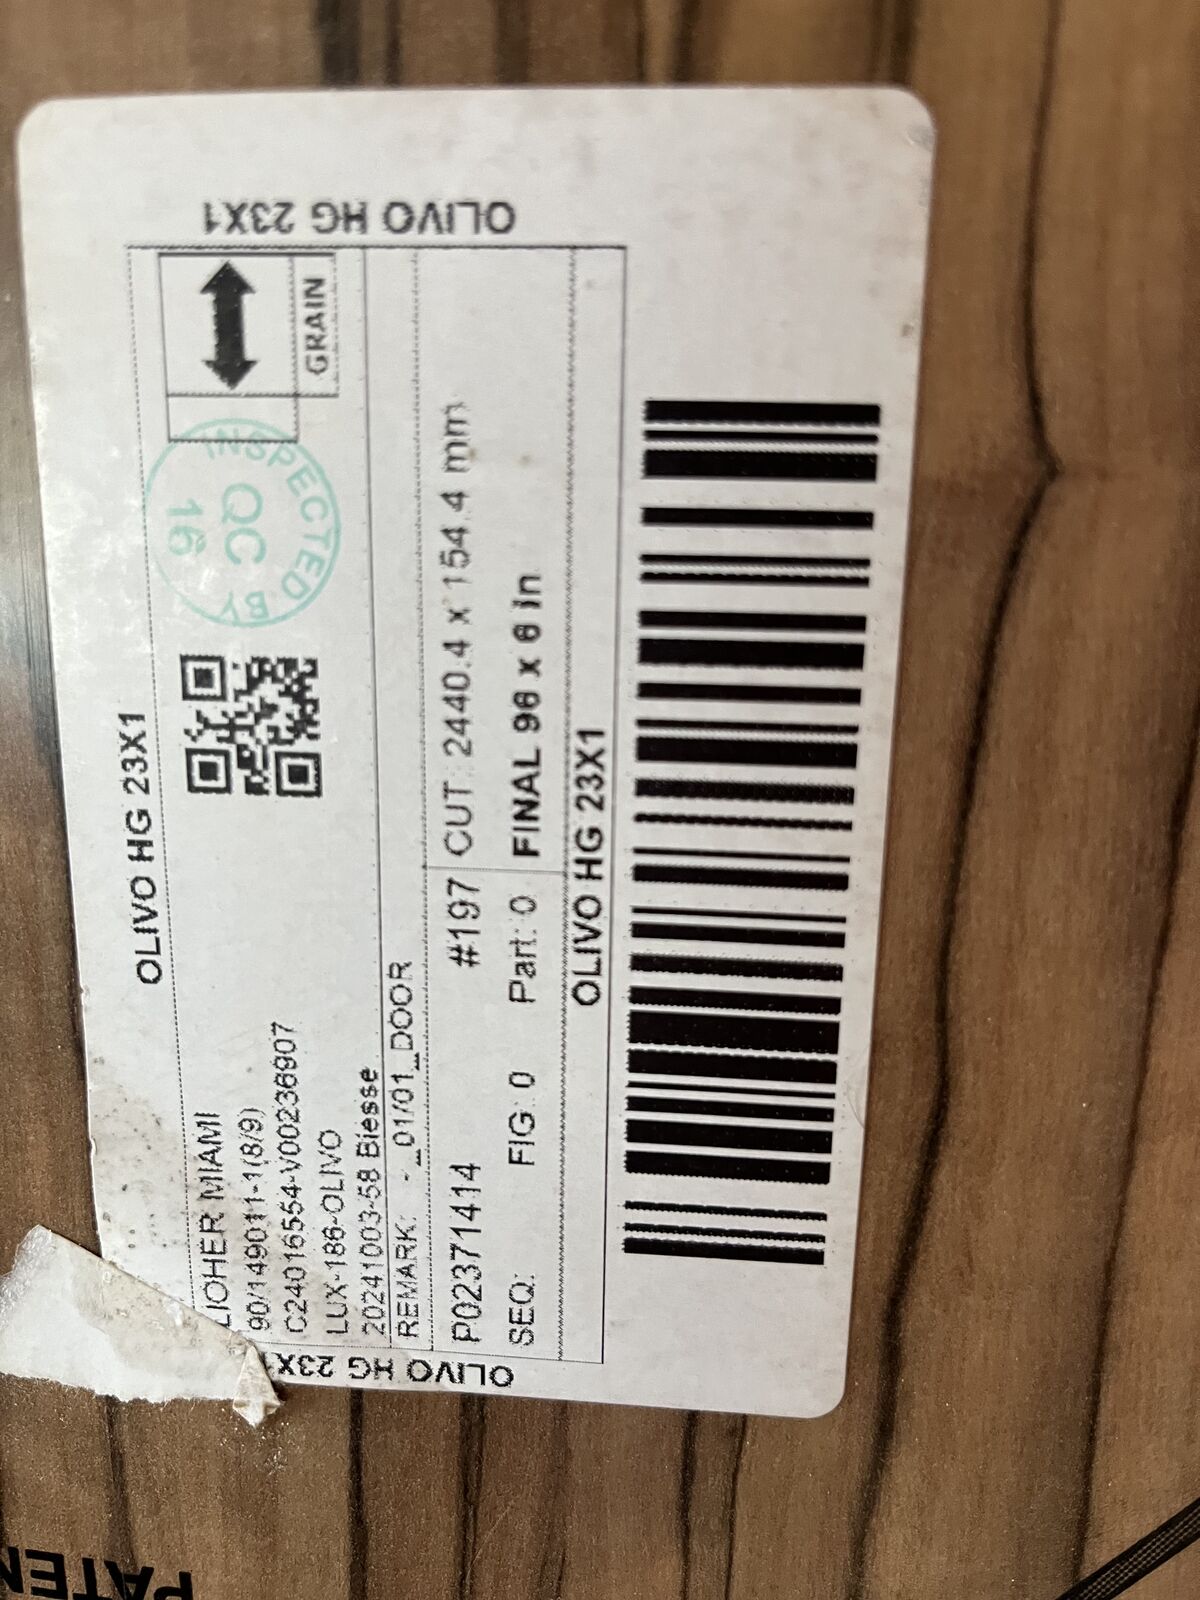 OLIVO HG 23X1
LIOHER MIAMI
90/149011-1(8/9)
C24016554-V00236907
LUX-186-OLIVO
20241003-58 Biesse
REMARK: - _01/01_DOOR
INSPECTED BY
QC
16
GRAIN
P02371414 #197 CUT: 2440.4 x 154.4 mm
SEQ: FIG: 0 Part: 0 FINAL 96 x 6 in
OLIVO HG 23X1
OLIVO HG 23X1
OLIVO HG 23X1
PATEN